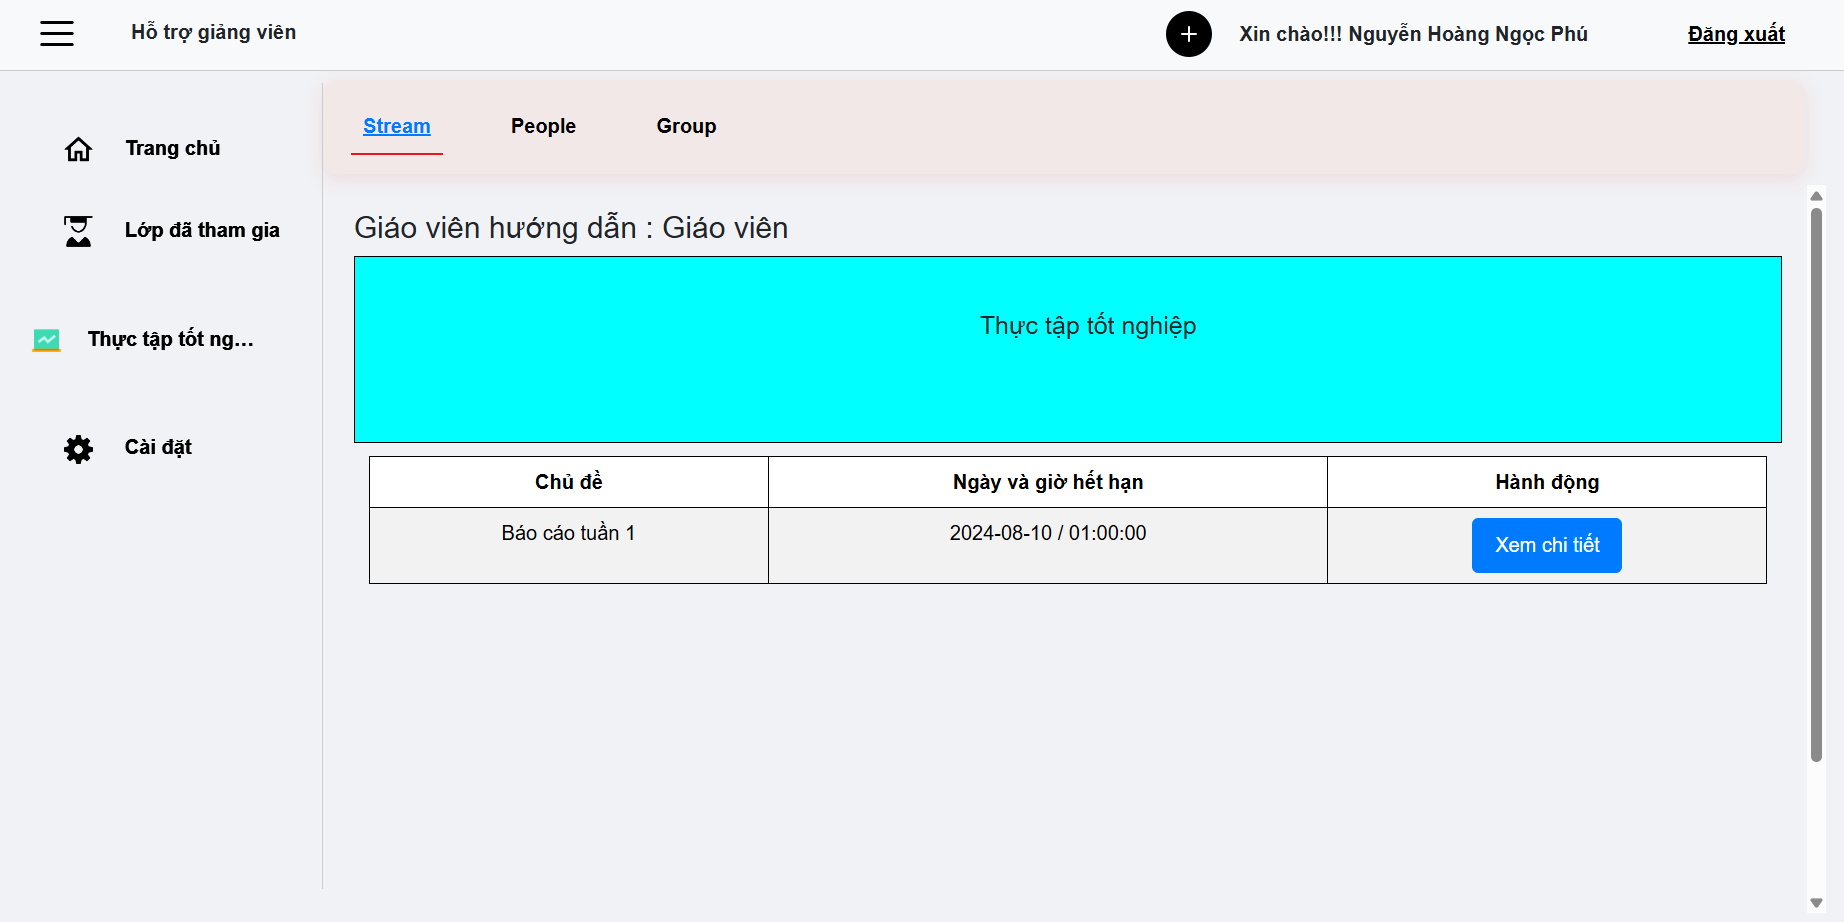 Hỗ trợ giảng viên
Xin chào!!! Nguyễn Hoàng Ngọc Phú
Đăng xuất
Trang chủ
Lớp đã tham gia
Thực tập tốt ng...
Cài đặt
Stream People Group
Giáo viên hướng dẫn : Giáo viên
Thực tập tốt nghiệp
Chủ đề Ngày và giờ hết hạn Hành động
Báo cáo tuần 1 2024-08-10 / 01:00:00 Xem chi tiết